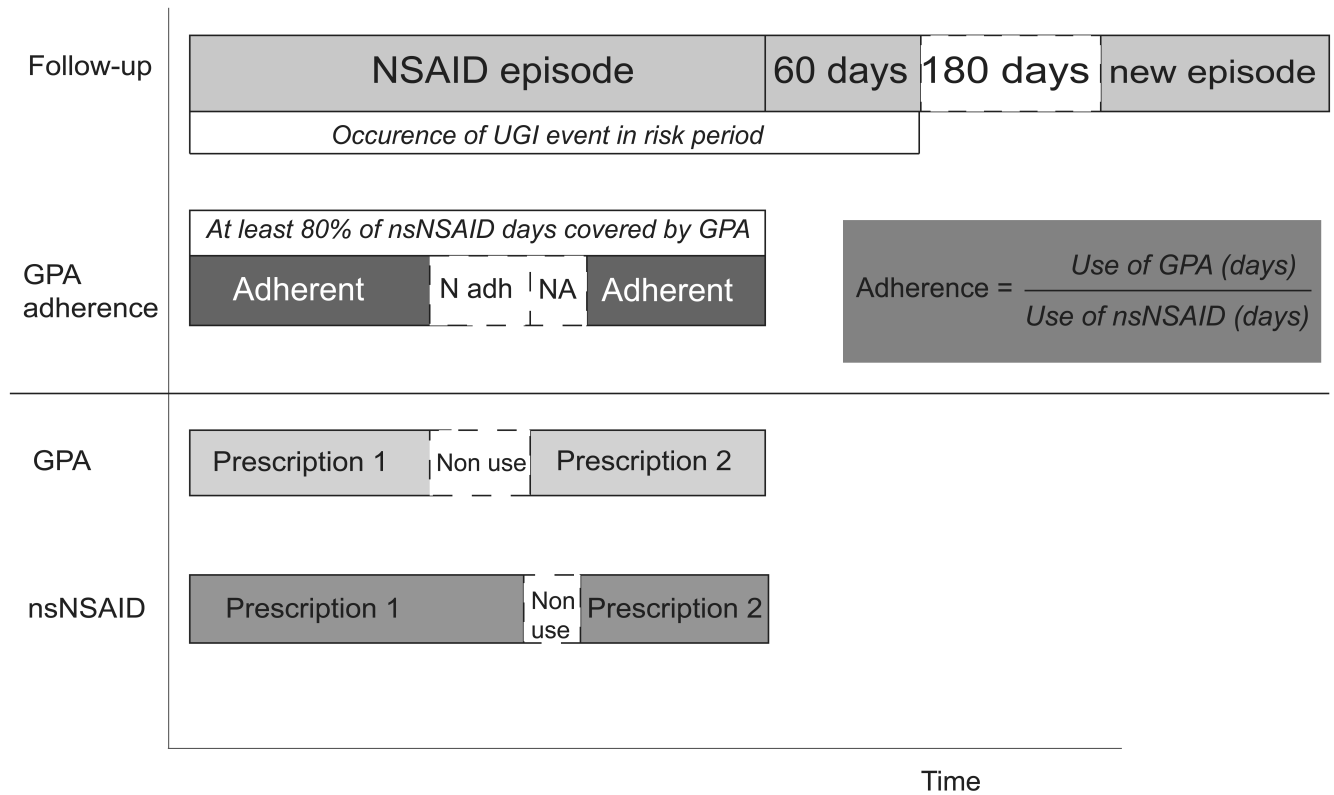 Follow-up
NSAID episode
60 days
180 days
new episode
Occurence of UGI event in risk period
At least 80% of nsNSAID days covered by GPA
GPA
adherence
Adherent
N adh
NA
Adherent
Adherence =
Use of GPA (days)
Use of nsNSAID (days)
GPA
Prescription 1
Non use
Prescription 2
nsNSAID
Prescription 1
Non
use
Prescription 2
Time